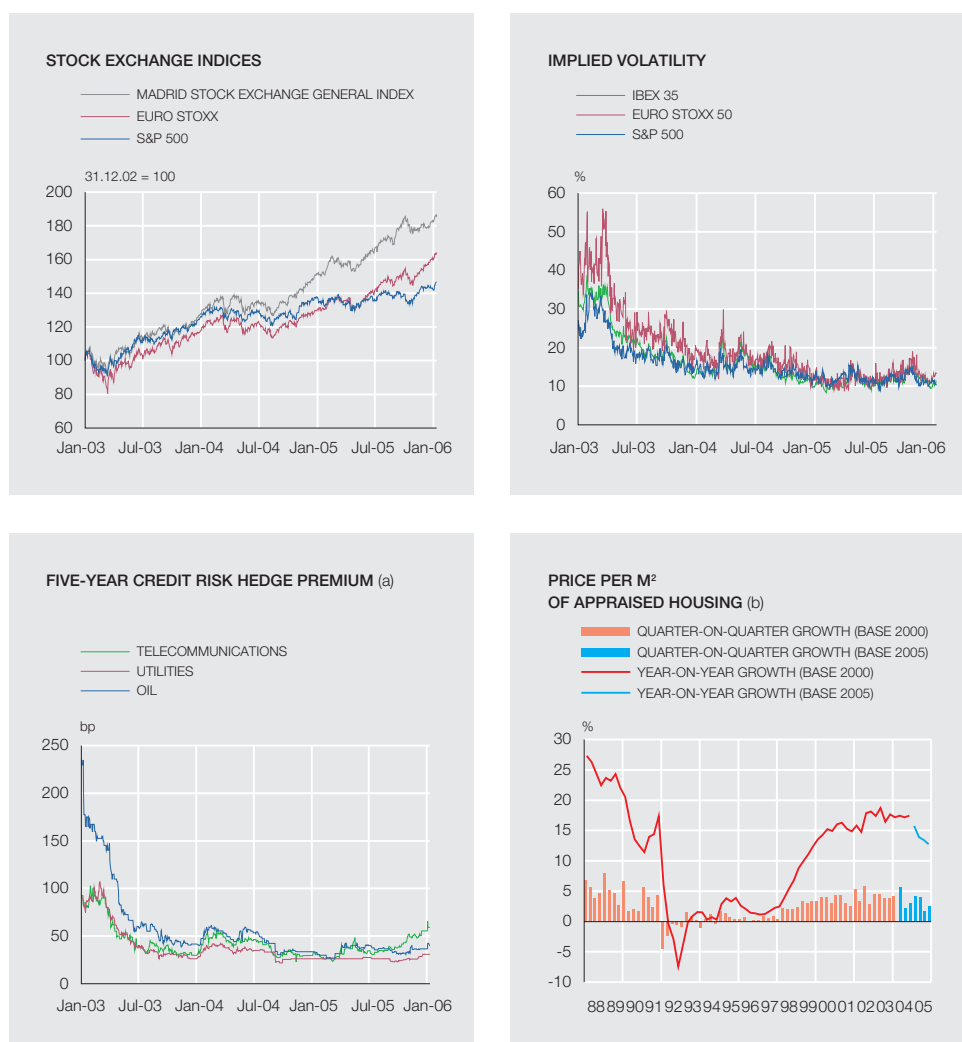 STOCK EXCHANGE INDICES
MADRID STOCK EXCHANGE GENERAL INDEX
EURO STOXX
S&P 500
31.12.02 = 100
200
180
160
140
120
100
80
60
Jan-03 Jul-03 Jan-04 Jul-04 Jan-05 Jul-05 Jan-06
IMPLIED VOLATILITY
IBEX 35
EURO STOXX 50
S&P 500
%
60
50
40
30
20
10
0
Jan-03 Jul-03 Jan-04 Jul-04 Jan-05 Jul-05 Jan-06
FIVE-YEAR CREDIT RISK HEDGE PREMIUM (a)
TELECOMMUNICATIONS
UTILITIES
OIL
bp
250
200
150
100
50
0
Jan-03 Jul-03 Jan-04 Jul-04 Jan-05 Jul-05 Jan-06
PRICE PER M²
OF APPRAISED HOUSING (b)
QUARTER-ON-QUARTER GROWTH (BASE 2000)
QUARTER-ON-QUARTER GROWTH (BASE 2005)
YEAR-ON-YEAR GROWTH (BASE 2000)
YEAR-ON-YEAR GROWTH (BASE 2005)
%
30
25
20
15
10
5
0
-5
-10
88 89 90 91 92 93 94 95 96 97 98 99 00 01 02 03 04 05